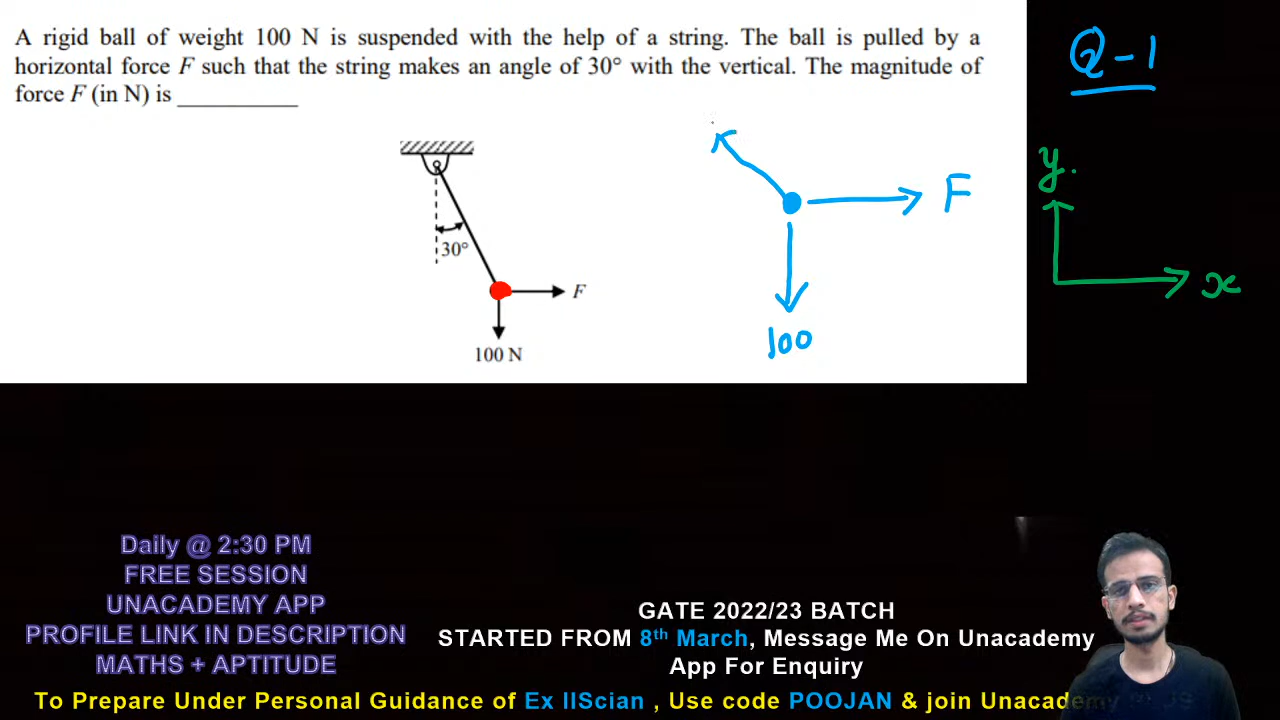 A rigid ball of weight 100 N is suspended with the help of a string. The ball is pulled by a
horizontal force F such that the string makes an angle of 30° with the vertical. The magnitude of
force F (in N) is __________
Q-1
30°
F
100 N
F
100
y.
x
Daily @ 2:30 PM
FREE SESSION
UNACADEMY APP
PROFILE LINK IN DESCRIPTION
MATHS + APTITUDE
GATE 2022/23 BATCH
STARTED FROM 8th March, Message Me On Unacademy
App For Enquiry
To Prepare Under Personal Guidance of Ex IIScian , Use code POOJAN & join Unacademy